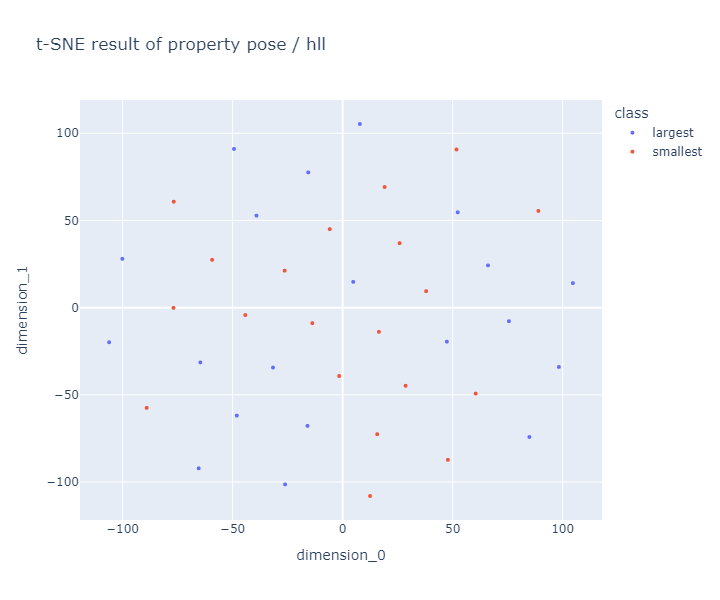 t-SNE result of property pose / hll
class
largest
smallest
dimension_1
100
50
0
−50
−100
−100
−50
0
50
100
dimension_0